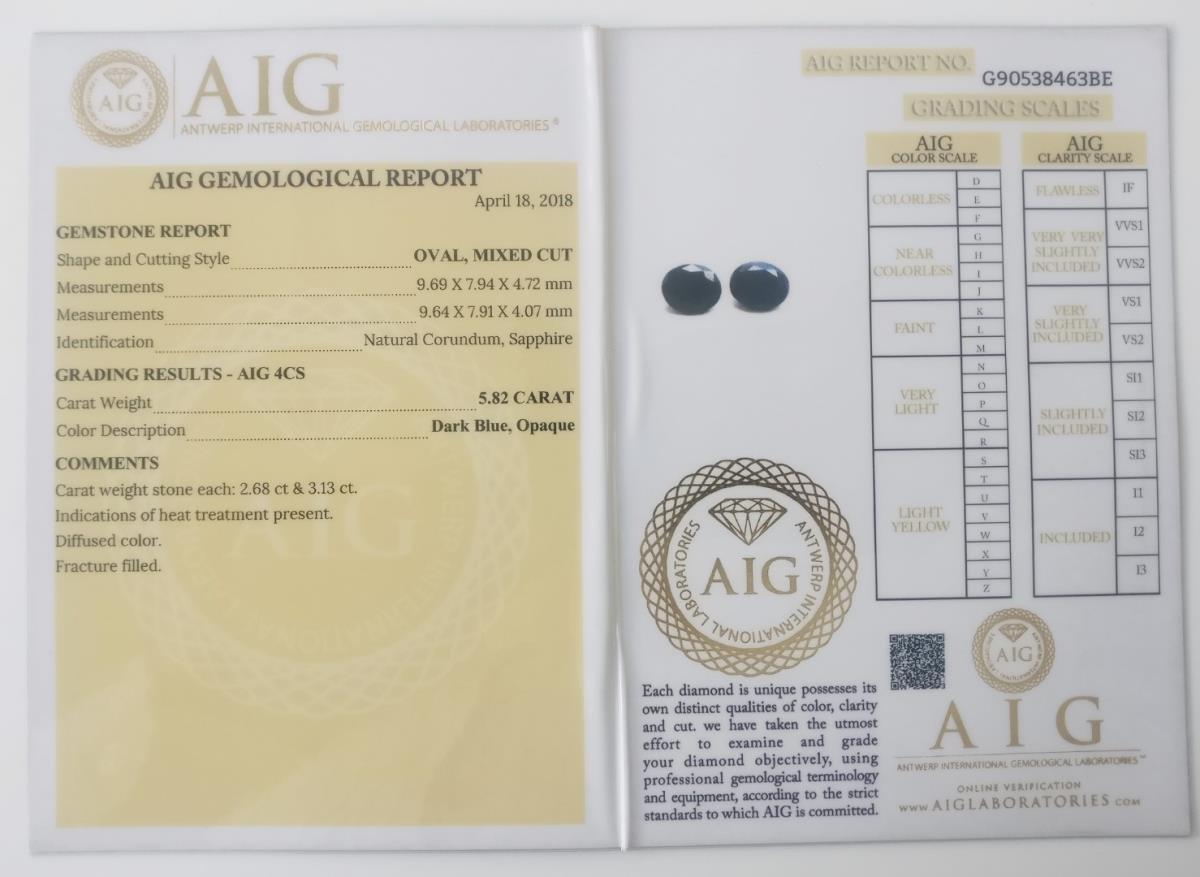 AIG
AIG
ANTWERP INTERNATIONAL GEMOLOGICAL LABORATORIES ®
AIG GEMOLOGICAL REPORT
April 18, 2018
GEMSTONE REPORT
Shape and Cutting Style OVAL, MIXED CUT
Measurements 9.69 X 7.94 X 4.72 mm
Measurements 9.64 X 7.91 X 4.07 mm
Identification Natural Corundum, Sapphire
GRADING RESULTS - AIG 4CS
Carat Weight 5.82 CARAT
Color Description Dark Blue, Opaque
COMMENTS
Carat weight stone each: 2.68 ct & 3.13 ct.
Indications of heat treatment present.
Diffused color.
Fracture filled.
AIG
AIG REPORT NO. G90538463BE
GRADING SCALES
AIG
COLOR SCALE
COLORLESS
D
E
F
NEAR
COLORLESS
G
H
I
J
FAINT
K
L
M
VERY
LIGHT
N
O
P
Q
R
LIGHT
YELLOW
S
T
U
V
W
X
Y
Z
AIG
CLARITY SCALE
FLAWLESS
IF
VERY VERY
SLIGHTLY
INCLUDED
VVS1
VVS2
VERY
SLIGHTLY
INCLUDED
VS1
VS2
SLIGHTLY
INCLUDED
SI1
SI2
SI3
INCLUDED
I1
I2
I3
ANTWERP INTERNATIONAL LABORATORIES
AIG
Each diamond is unique possesses its
own distinct qualities of color, clarity
and cut. we have taken the utmost
effort to examine and grade
your diamond objectively, using
professional gemological terminology
and equipment, according to the strict
standards to which AIG is committed.
AIG
AIG
ANTWERP INTERNATIONAL GEMOLOGICAL LABORATORIES ™
ONLINE VERIFICATION
www.AIGLABORATORIES.com